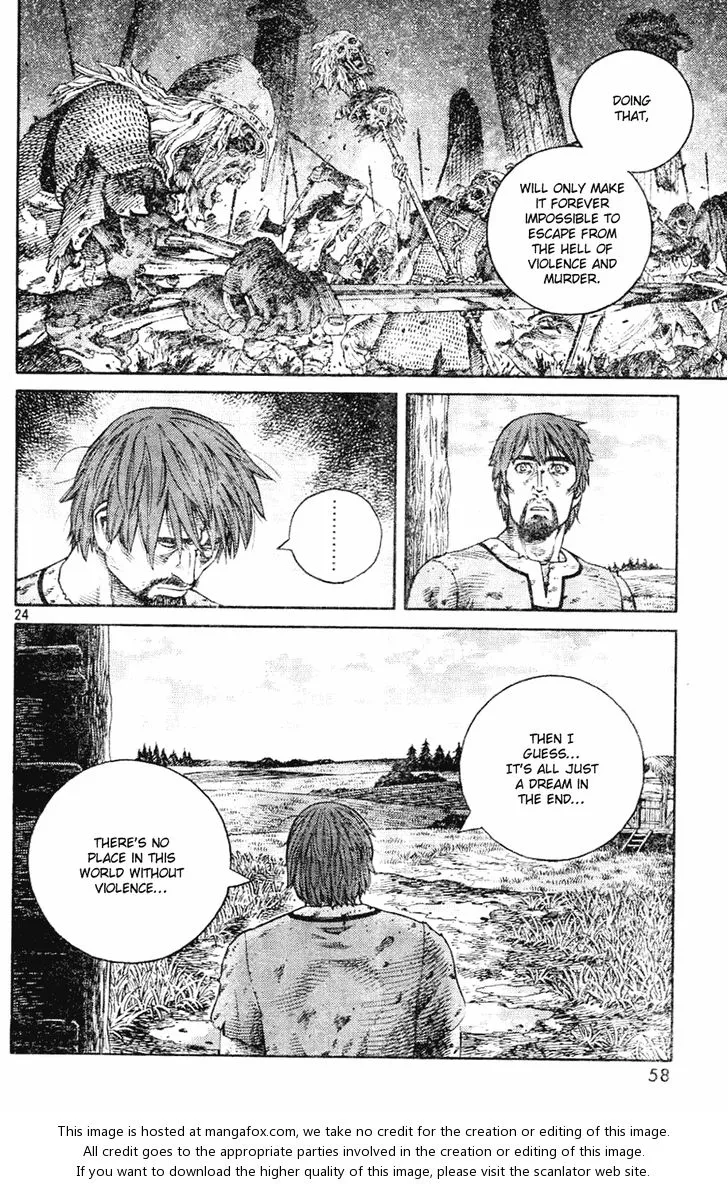 DOING
THAT,
WILL ONLY MAKE
IT FOREVER
IMPOSSIBLE TO
ESCAPE FROM
THE HELL OF
VIOLENCE AND
MURDER.
..........
24
THEN I
GUESS...
IT'S ALL JUST
A DREAM IN
THE END...
THERE'S NO
PLACE IN THIS
WORLD WITHOUT
VIOLENCE...
58
This image is hosted at mangafox.com, we take no credit for the creation or editing of this image.
All credit goes to the appropriate parties involved in the creation or editing of this image.
If you want to download the higher quality of this image, please visit the scanlator web site.